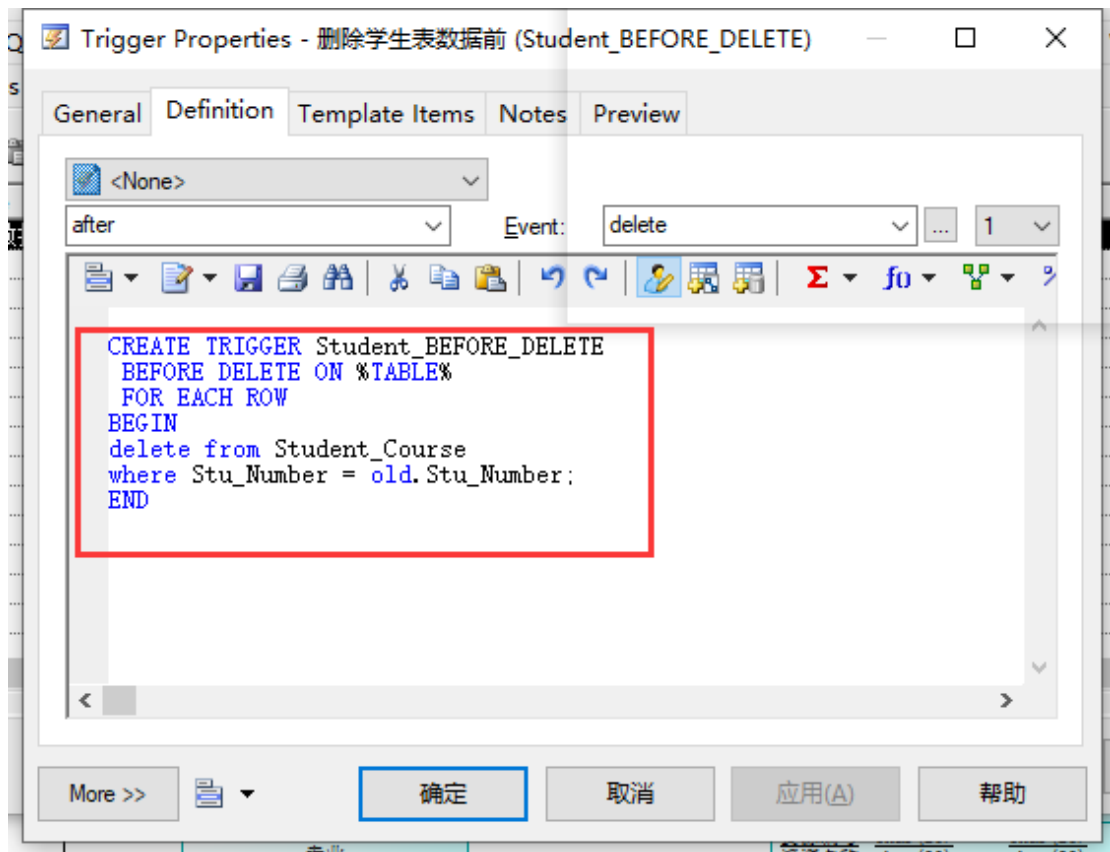 Trigger Properties - 删除学生表数据前 (Student_BEFORE_DELETE)
General Definition Template Items Notes Preview
<None>
after Event: delete ... 1
Σ f()
CREATE TRIGGER Student_BEFORE_DELETE
BEFORE DELETE ON %TABLE%
FOR EACH ROW
BEGIN
delete from Student_Course
where Stu_Number = old.Stu_Number;
END
More >> 确定 取消 应用(A) 帮助